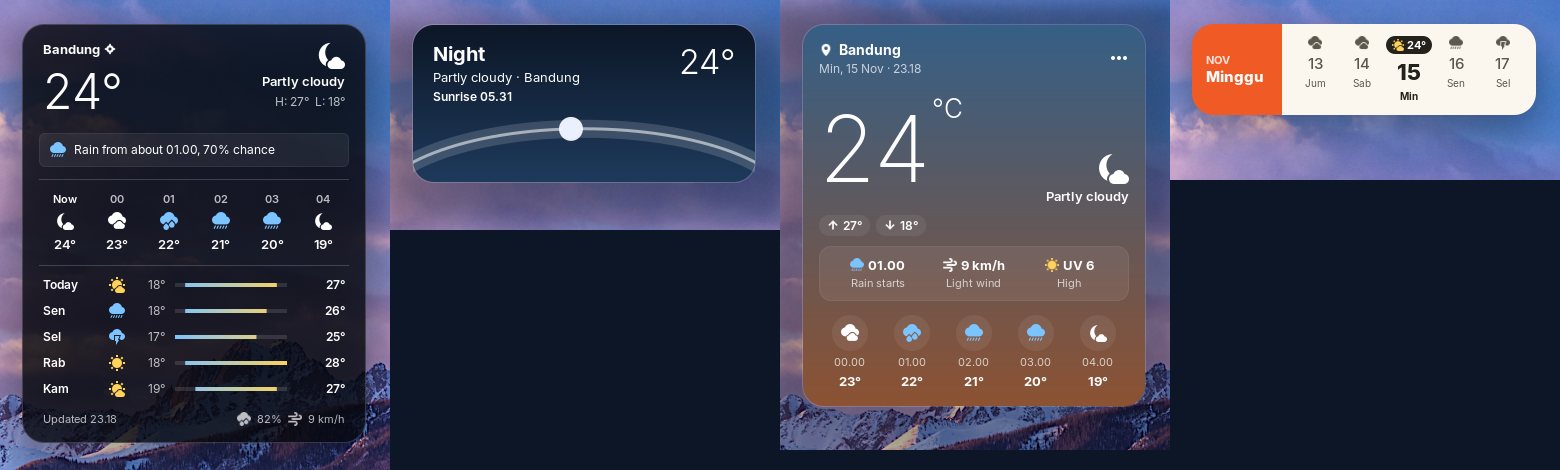 Bandung
24°
Partly cloudy
H: 27° L: 18°
Rain from about 01.00, 70% chance
Now 00 01 02 03 04
24° 23° 22° 21° 20° 19°
Today 18° 27°
Sen 18° 26°
Sel 17° 25°
Rab 18° 28°
Kam 19° 27°
Updated 23.18 82% 9 km/h
Night 24°
Partly cloudy · Bandung
Sunrise 05.31
Bandung
Min, 15 Nov · 23.18
24°C
Partly cloudy
27° 18°
01.00 9 km/h UV 6
Rain starts Light wind High
00.00 01.00 02.00 03.00 04.00
23° 22° 21° 20° 19°
NOV
Minggu
24°
13 14 15 16 17
Jum Sab Min Sen Sel